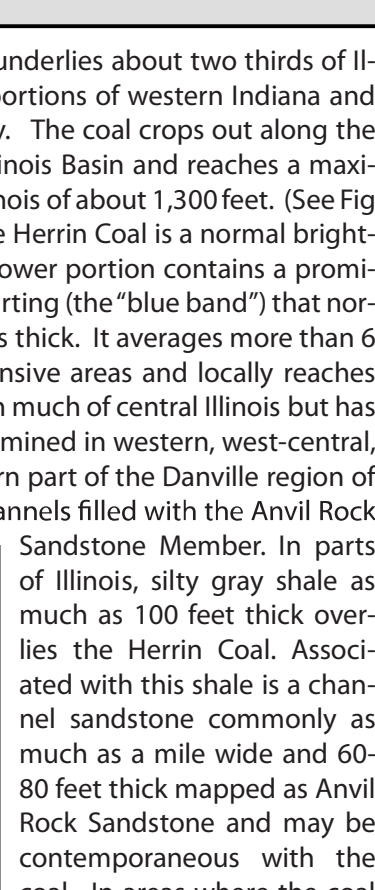 underlies about two thirds of Il-
portions of western Indiana and
The coal crops out along the
inois Basin and reaches a maxi-
nois of about 1,300 feet. (See Fig
e Herrin Coal is a normal bright-
ower portion contains a promi-
rting (the “blue band”) that nor-
s thick. It averages more than 6
nsive areas and locally reaches
n much of central Illinois but has
mined in western, west-central,
rn part of the Danville region of
annels filled with the Anvil Rock
Sandstone Member. In parts
of Illinois, silty gray shale as
much as 100 feet thick over-
lies the Herrin Coal. Associ-
ated with this shale is a chan-
nel sandstone commonly as
much as a mile wide and 60-
80 feet thick mapped as Anvil
Rock Sandstone and may be
contemporaneous with the
coal. In areas where the coal